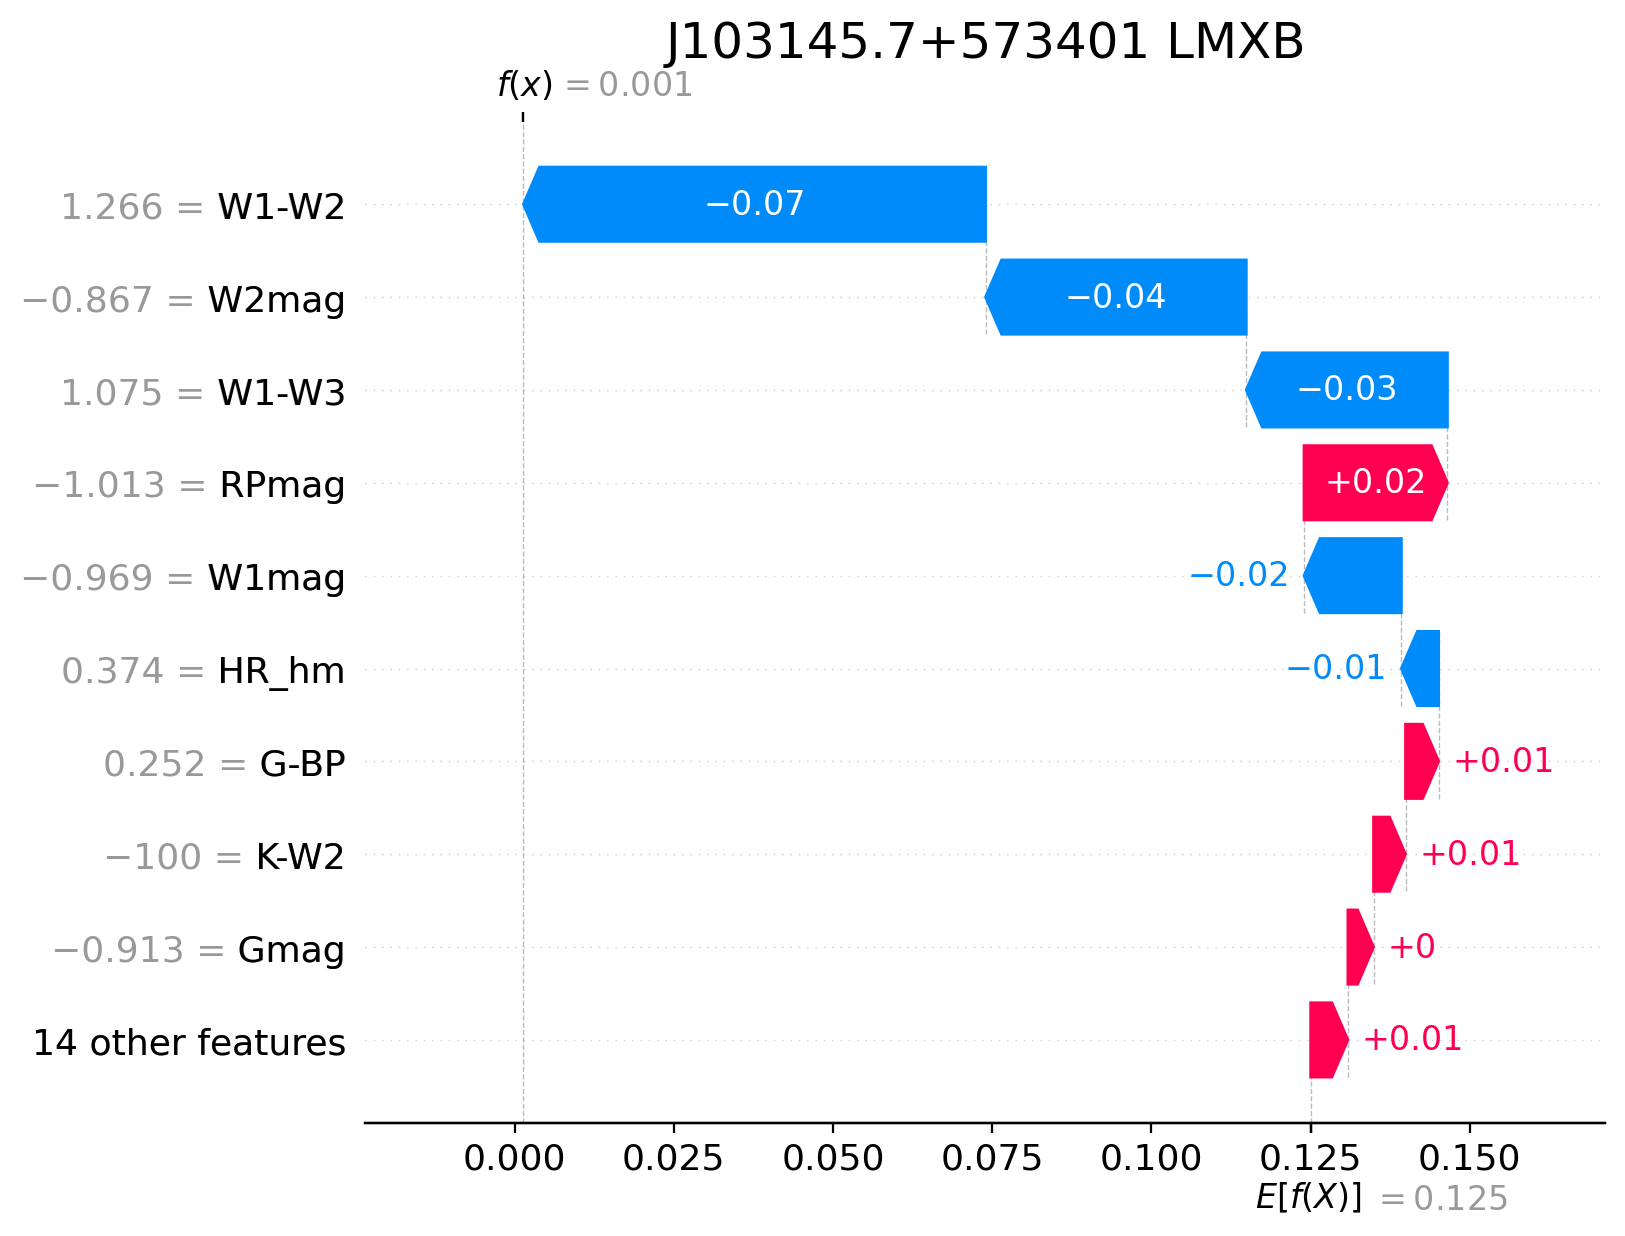 J103145.7+573401 LMXB
f(x) = 0.001
1.266 = W1-W2
−0.07
−0.867 = W2mag
−0.04
1.075 = W1-W3
−0.03
−1.013 = RPmag
+0.02
−0.969 = W1mag
−0.02
0.374 = HR_hm
−0.01
0.252 = G-BP
+0.01
−100 = K-W2
+0.01
−0.913 = Gmag
+0
14 other features
+0.01
0.000 0.025 0.050 0.075 0.100 0.125 0.150
E[f(X)] = 0.125